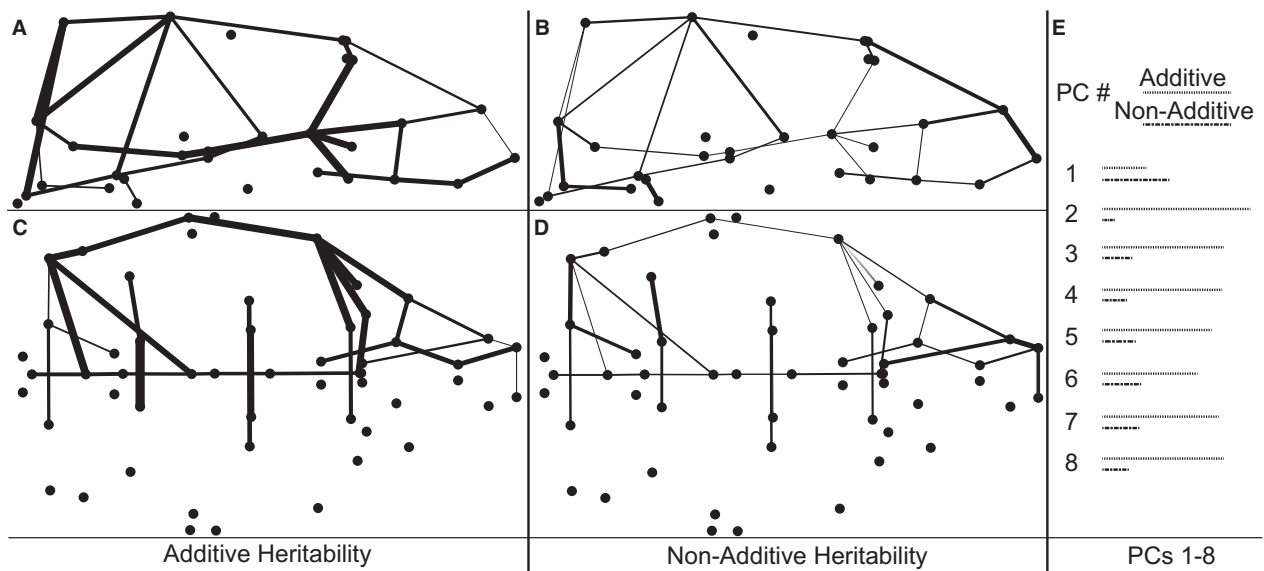 A
B
E
PC #
Additive
Non-Additive
1
2
3
4
5
6
7
8
C
D
Additive Heritability
Non-Additive Heritability
PCs 1-8